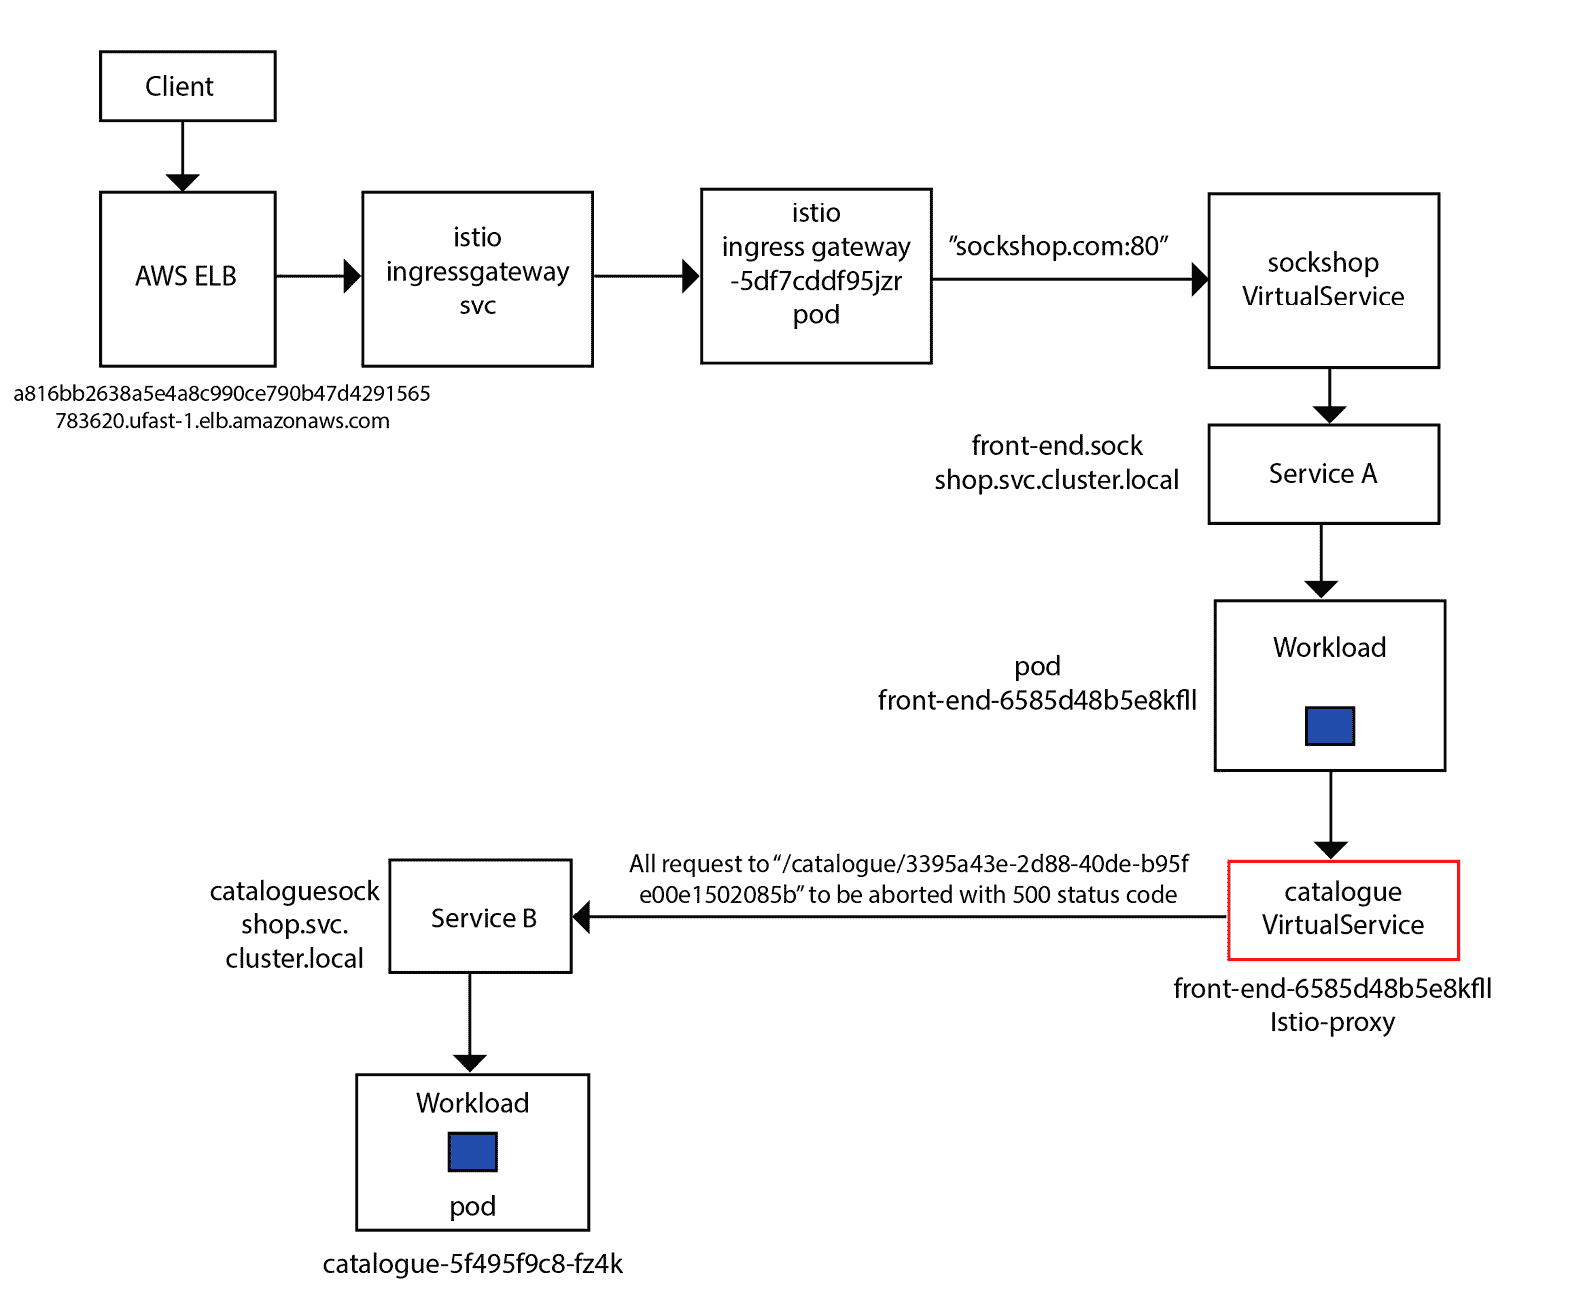 Client
AWS ELB
a816bb2638a5e4a8c990ce790b47d4291565
783620.ufast-1.elb.amazonaws.com
istio
ingressgateway
svc
istio
ingress gateway
-5df7cddf95jzr
pod
"sockshop.com:80"
sockshop
VirtualService
front-end.sock
shop.svc.cluster.local
Service A
pod
front-end-6585d48b5e8kfll
Workload
All request to “/catalogue/3395a43e-2d88-40de-b95f
e00e1502085b” to be aborted with 500 status code
catalogue
VirtualService
front-end-6585d48b5e8kfll
Istio-proxy
cataloguesock
shop.svc.
cluster.local
Service B
Workload
pod
catalogue-5f495f9c8-fz4k